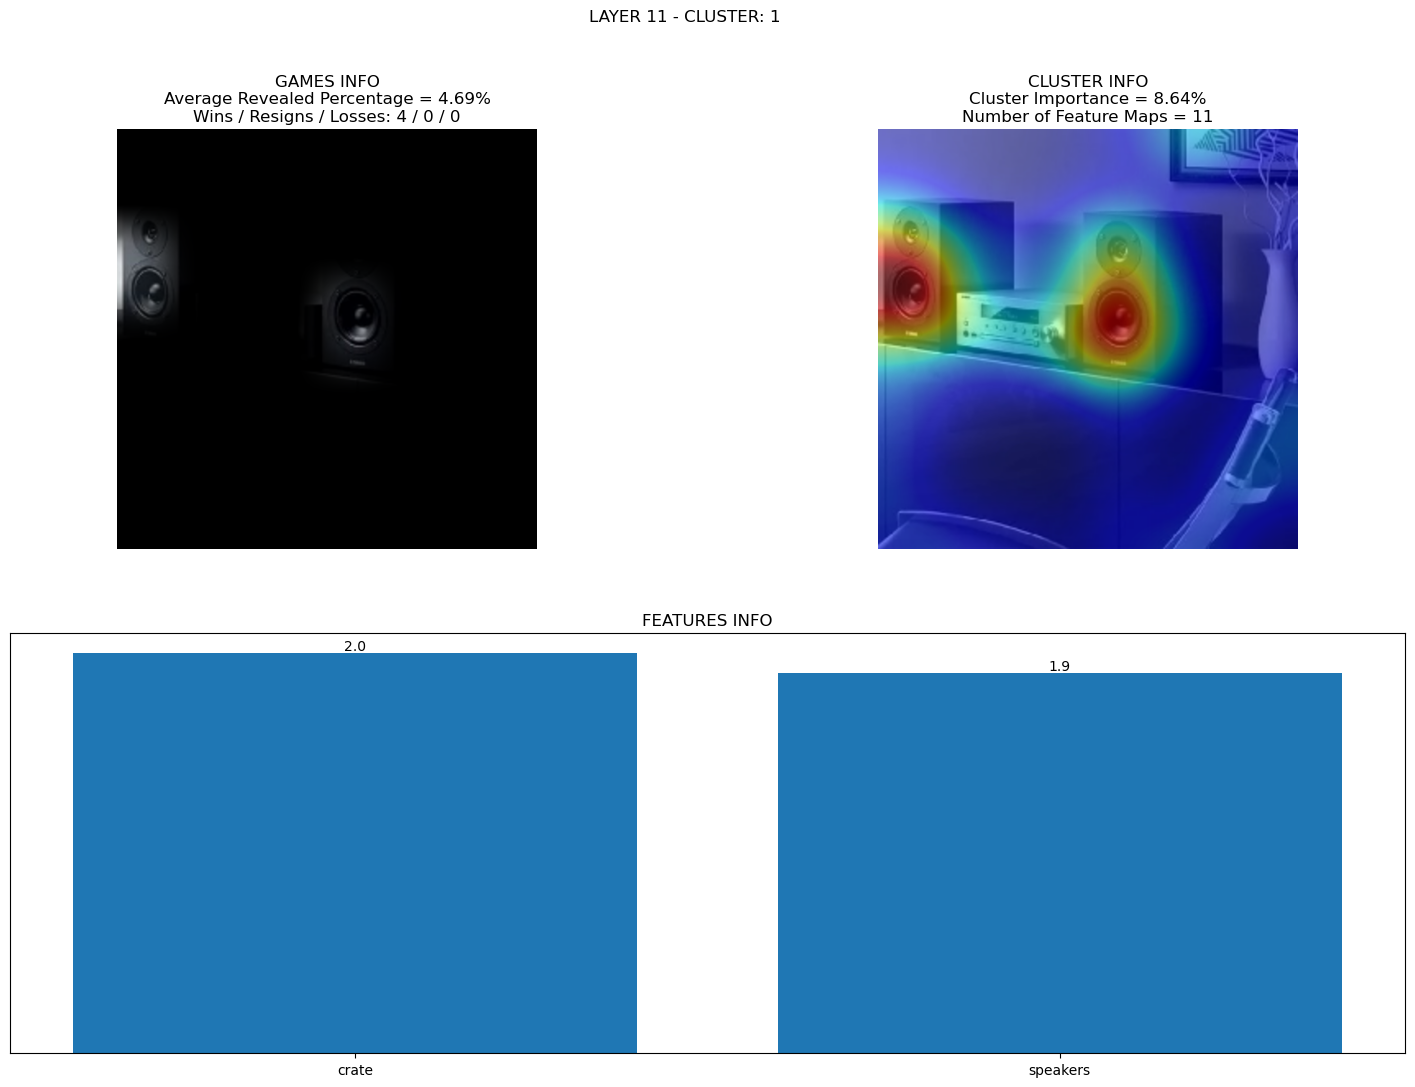 LAYER 11 - CLUSTER: 1
GAMES INFO
Average Revealed Percentage = 4.69%
Wins / Resigns / Losses: 4 / 0 / 0
CLUSTER INFO
Cluster Importance = 8.64%
Number of Feature Maps = 11
FEATURES INFO
2.0
1.9
crate
speakers